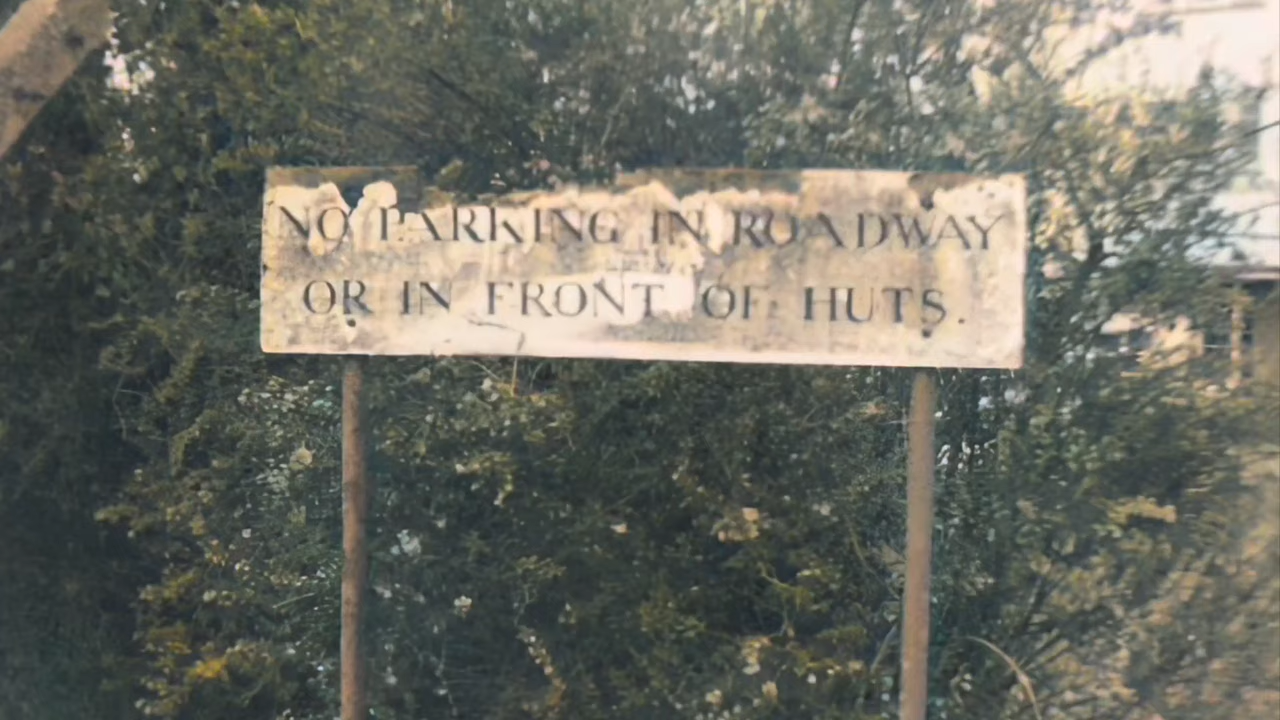 NO PARKING IN ROADWAY
OR IN FRONT OF HUTS.